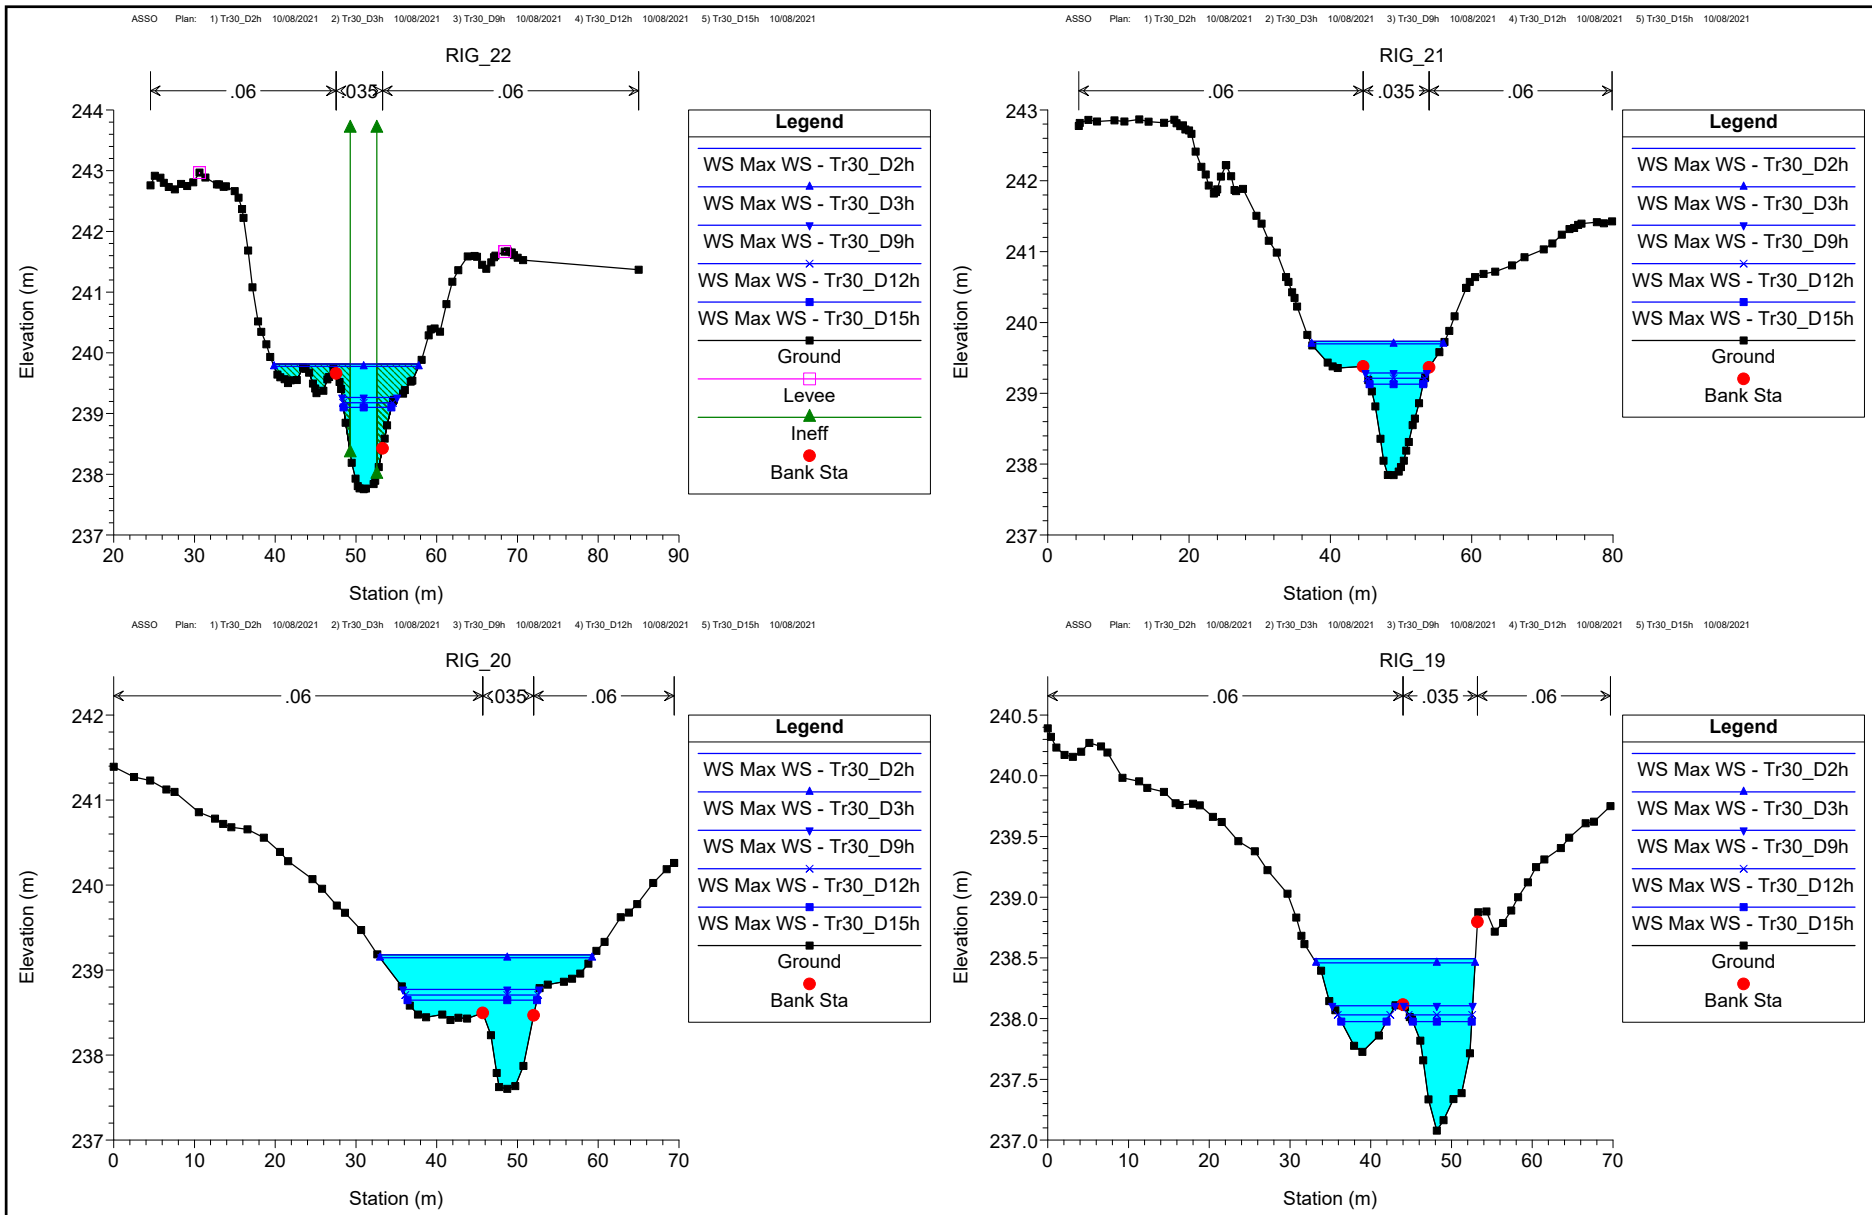 ASSO Plan: 1) Tr30_D2h 10/08/2021 2) Tr30_D3h 10/08/2021 3) Tr30_D9h 10/08/2021 4) Tr30_D12h 10/08/2021 5) Tr30_D15h 10/08/2021
RIG_22
.06 .035 .06
244
243
242
241
240
239
238
237
20 30 40 50 60 70 80 90
Elevation (m)
Station (m)
Legend
WS Max WS - Tr30_D2h
WS Max WS - Tr30_D3h
WS Max WS - Tr30_D9h
WS Max WS - Tr30_D12h
WS Max WS - Tr30_D15h
Ground
Levee
Ineff
Bank Sta
ASSO Plan: 1) Tr30_D2h 10/08/2021 2) Tr30_D3h 10/08/2021 3) Tr30_D9h 10/08/2021 4) Tr30_D12h 10/08/2021 5) Tr30_D15h 10/08/2021
RIG_21
.06 .035 .06
243
242
241
240
239
238
237
0 20 40 60 80
Elevation (m)
Station (m)
Legend
WS Max WS - Tr30_D2h
WS Max WS - Tr30_D3h
WS Max WS - Tr30_D9h
WS Max WS - Tr30_D12h
WS Max WS - Tr30_D15h
Ground
Bank Sta
ASSO Plan: 1) Tr30_D2h 10/08/2021 2) Tr30_D3h 10/08/2021 3) Tr30_D9h 10/08/2021 4) Tr30_D12h 10/08/2021 5) Tr30_D15h 10/08/2021
RIG_20
.06 .035 .06
242
241
240
239
238
237
0 10 20 30 40 50 60 70
Elevation (m)
Station (m)
Legend
WS Max WS - Tr30_D2h
WS Max WS - Tr30_D3h
WS Max WS - Tr30_D9h
WS Max WS - Tr30_D12h
WS Max WS - Tr30_D15h
Ground
Bank Sta
ASSO Plan: 1) Tr30_D2h 10/08/2021 2) Tr30_D3h 10/08/2021 3) Tr30_D9h 10/08/2021 4) Tr30_D12h 10/08/2021 5) Tr30_D15h 10/08/2021
RIG_19
.06 .035 .06
240.5
240.0
239.5
239.0
238.5
238.0
237.5
237.0
0 10 20 30 40 50 60 70
Elevation (m)
Station (m)
Legend
WS Max WS - Tr30_D2h
WS Max WS - Tr30_D3h
WS Max WS - Tr30_D9h
WS Max WS - Tr30_D12h
WS Max WS - Tr30_D15h
Ground
Bank Sta